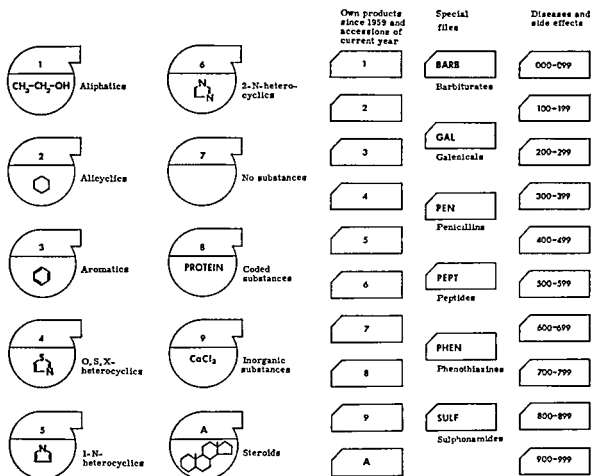 1
CH3-CH2-OH
Aliphatics
2
Alicyclics
3
Aromatics
4
S
N
O, S, X-
heterocyclics
5
N
1-N-
heterocyclics
6
N
N
2-N-hetero-
cyclics
7
No substances
8
PROTEIN
Coded
substances
9
CaCl2
Inorganic
substances
A
Steroids
Own products
since 1959 and
accessions of
current year
1
2
3
4
5
6
7
8
9
A
Special
files
BARB
Barbiturates
GAL
Galenicals
PEN
Penicillins
PEPT
Peptides
PHEN
Phenothiazines
SULF
Sulphonamides
Diseases and
side effects
000-099
100-199
200-299
300-399
400-499
500-599
600-699
700-799
800-899
900-999